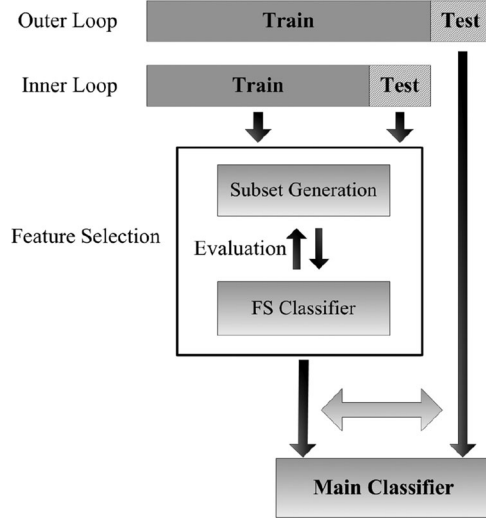 Outer Loop
Train
Test
Inner Loop
Train
Test
Subset Generation
Feature Selection
Evaluation
FS Classifier
Main Classifier